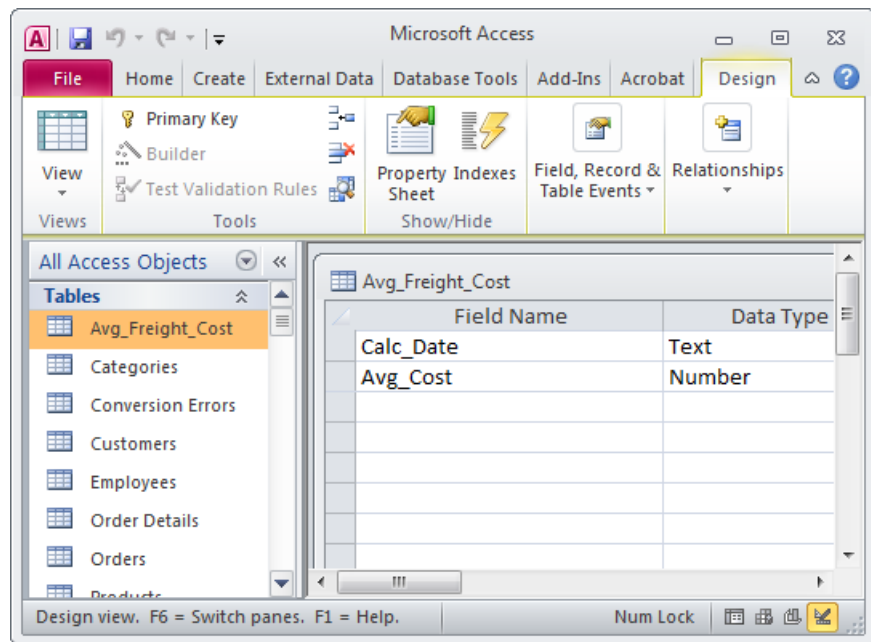 A Microsoft Access
File Home Create External Data Database Tools Add-Ins Acrobat Design
View
Views
Primary Key
Builder
Test Validation Rules
Tools
Property Sheet
Indexes
Show/Hide
Field, Record & Table Events
Relationships
All Access Objects
Tables
Avg_Freight_Cost
Categories
Conversion Errors
Customers
Employees
Order Details
Orders
Products
Avg_Freight_Cost
Field Name Data Type
Calc_Date Text
Avg_Cost Number
Design view. F6 = Switch panes. F1 = Help. Num Lock